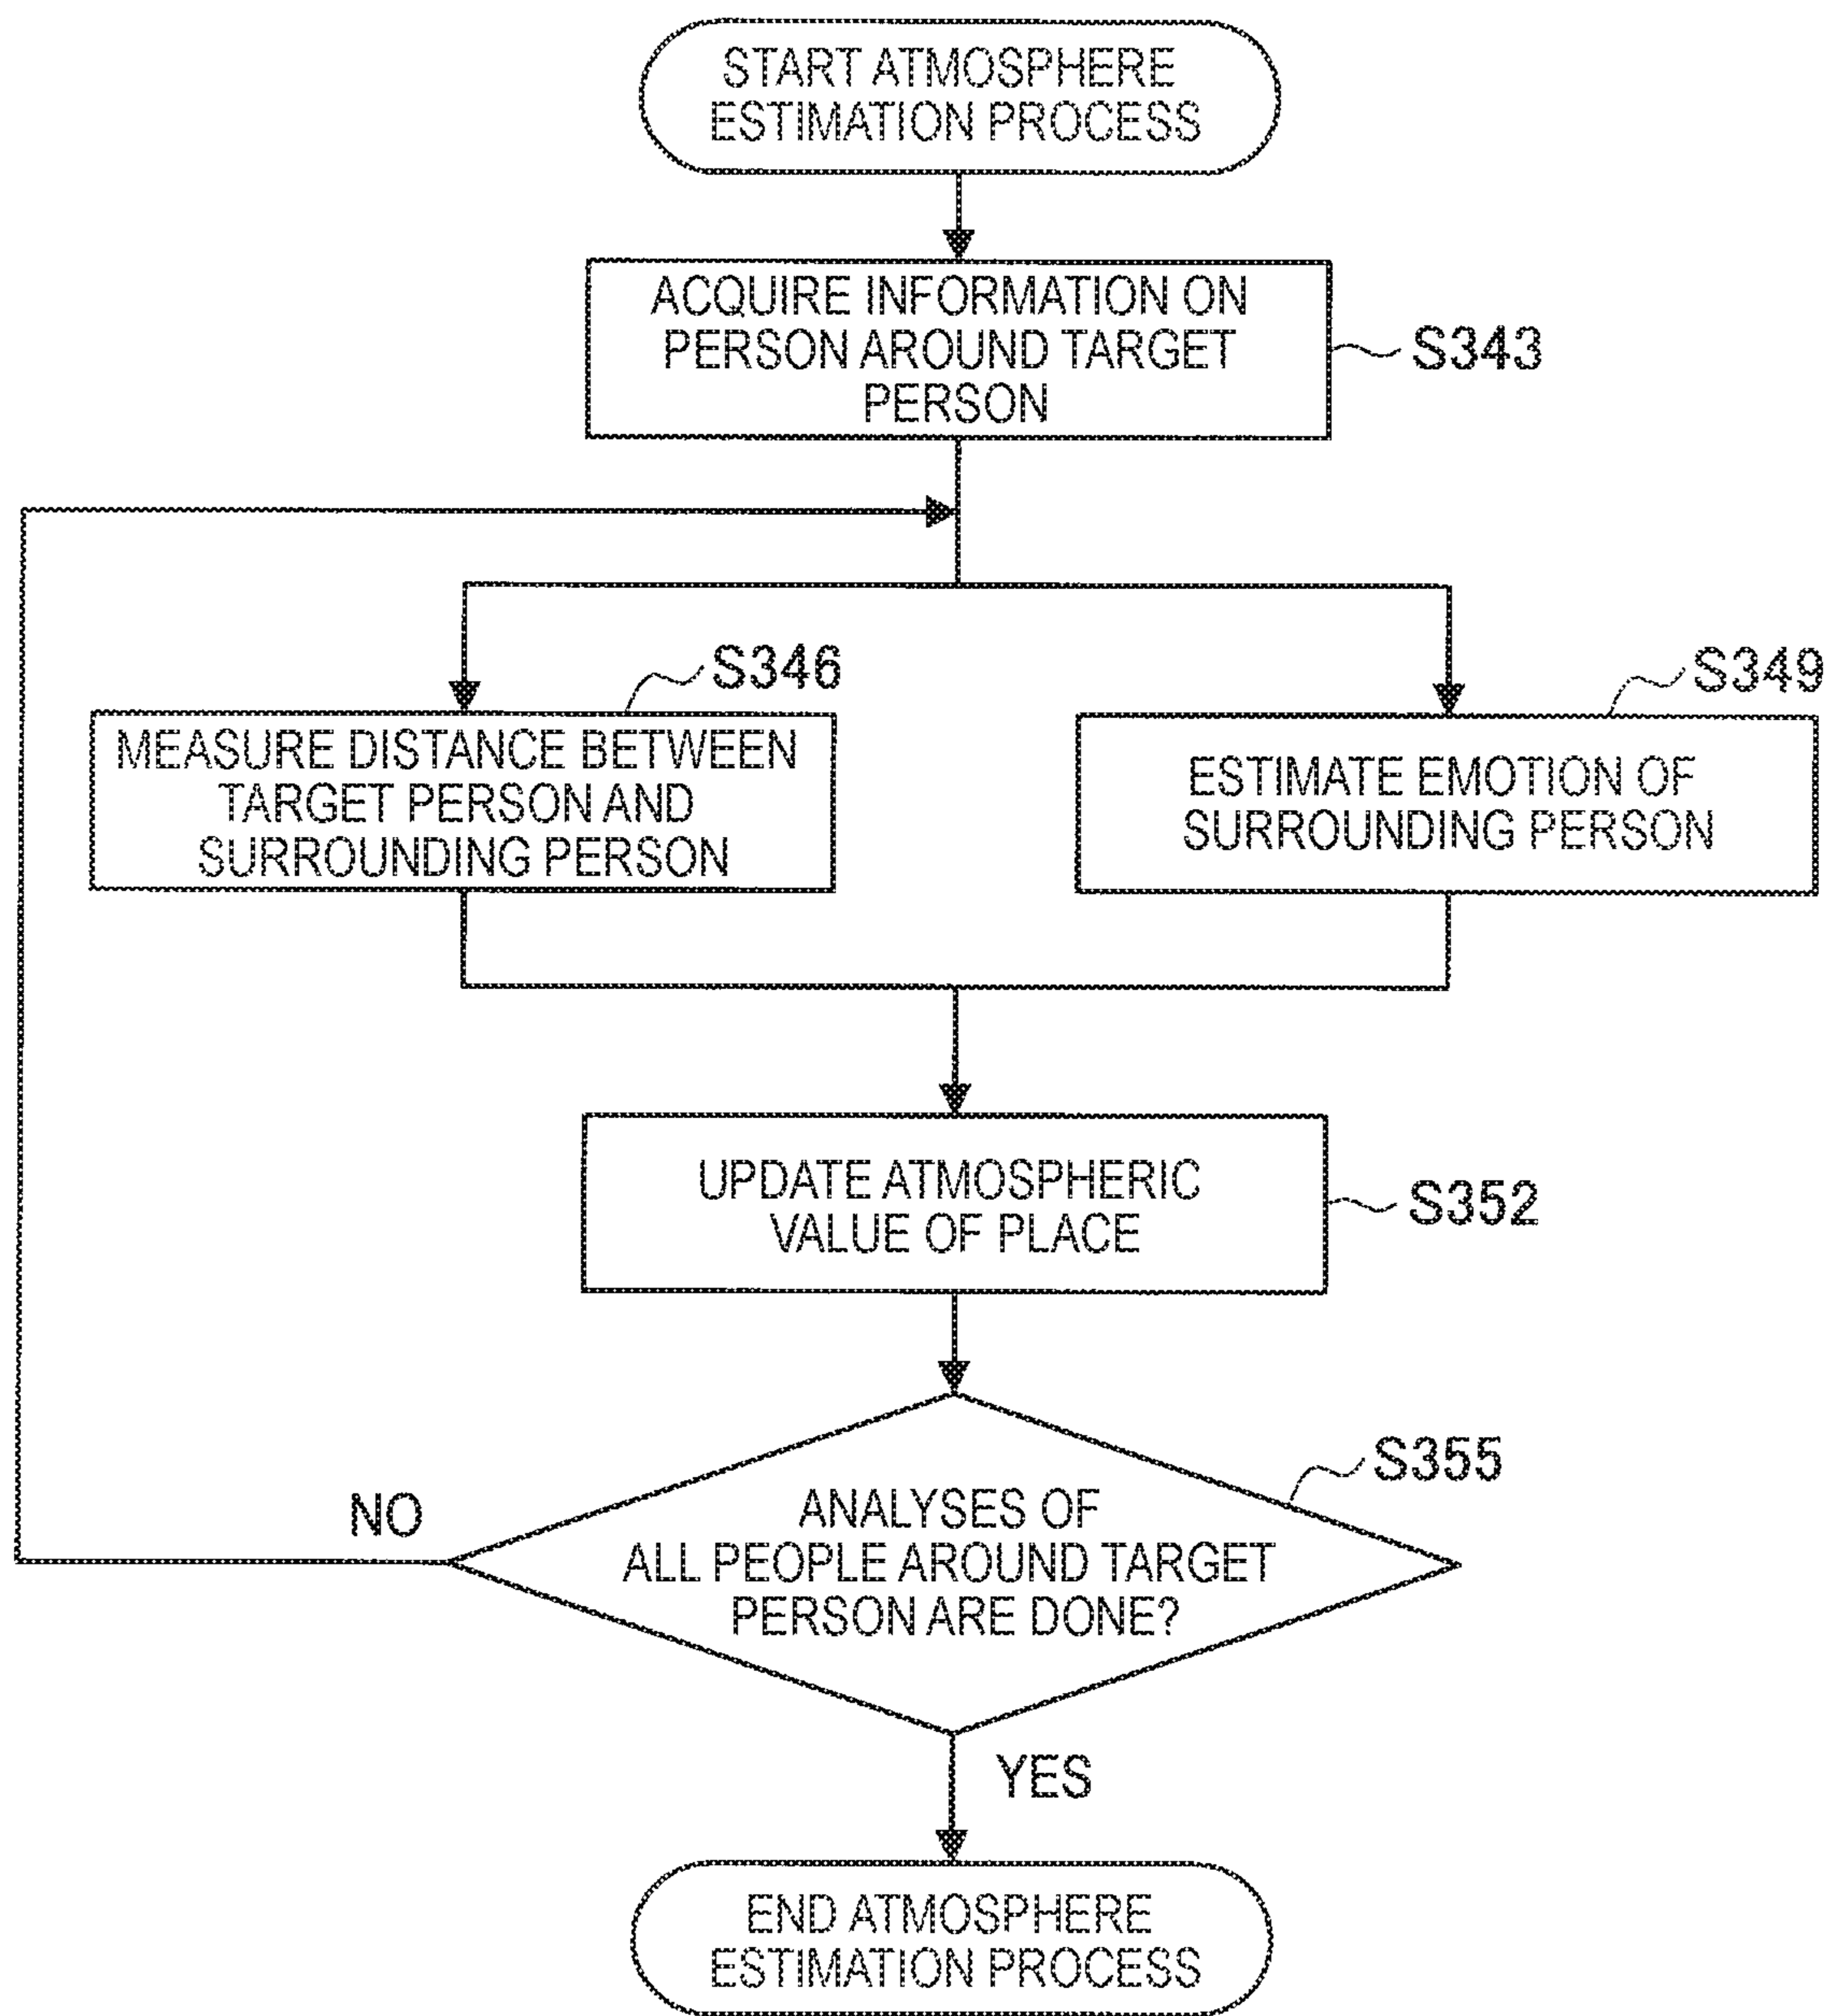 START ATMOSPHERE
ESTIMATION PROCESS
ACQUIRE INFORMATION ON
PERSON AROUND TARGET
PERSON
S343
S346
MEASURE DISTANCE BETWEEN
TARGET PERSON AND
SURROUNDING PERSON
S349
ESTIMATE EMOTION OF
SURROUNDING PERSON
UPDATE ATMOSPHERIC
VALUE OF PLACE
S352
S355
ANALYSES OF
ALL PEOPLE AROUND TARGET
PERSON ARE DONE?
NO
YES
END ATMOSPHERE
ESTIMATION PROCESS